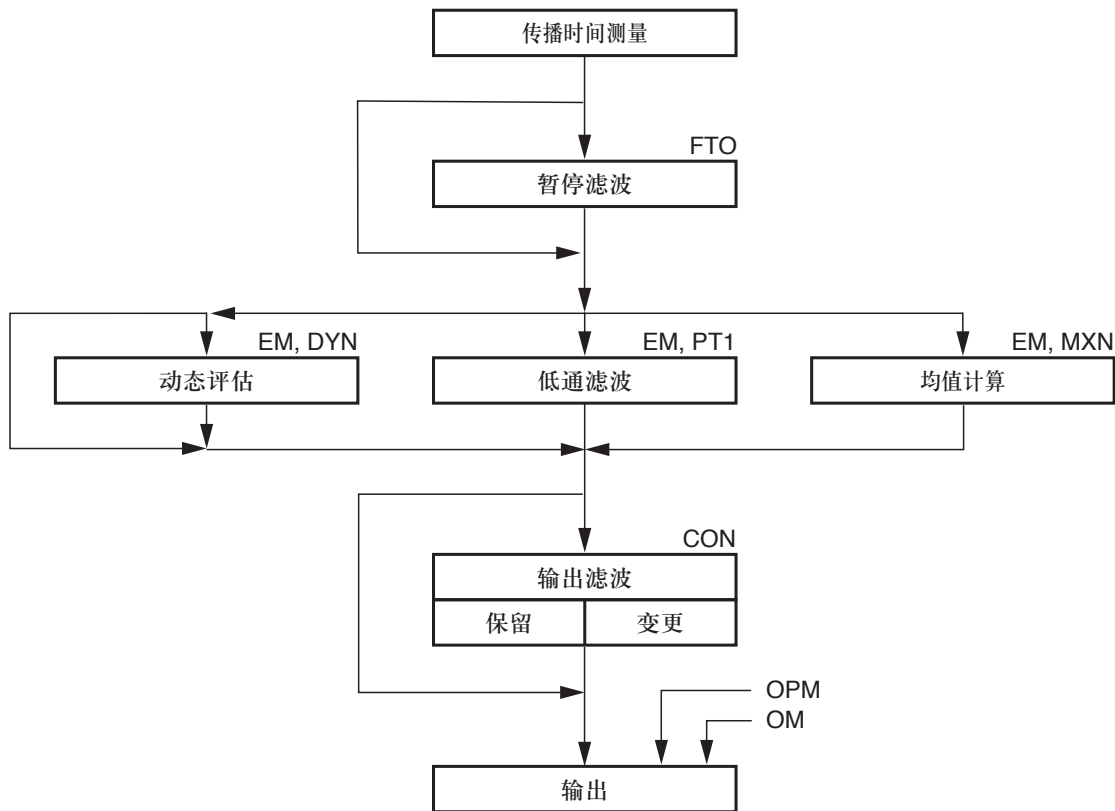 传播时间测量
FTO
暂停滤波
EM, DYN
EM, PT1
EM, MXN
动态评估
低通滤波
均值计算
CON
输出滤波
保留
变更
OPM
OM
输出